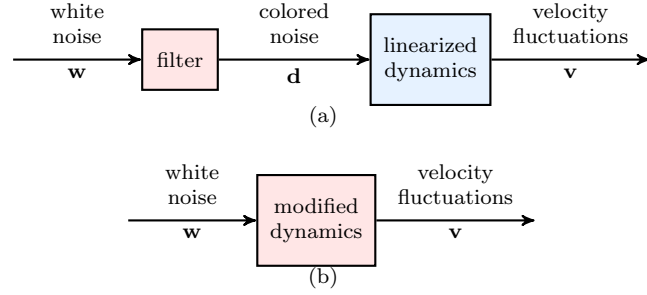 white
noise
w
filter
colored
noise
d
linearized
dynamics
velocity
fluctuations
v
(a)
white
noise
w
modified
dynamics
velocity
fluctuations
v
(b)